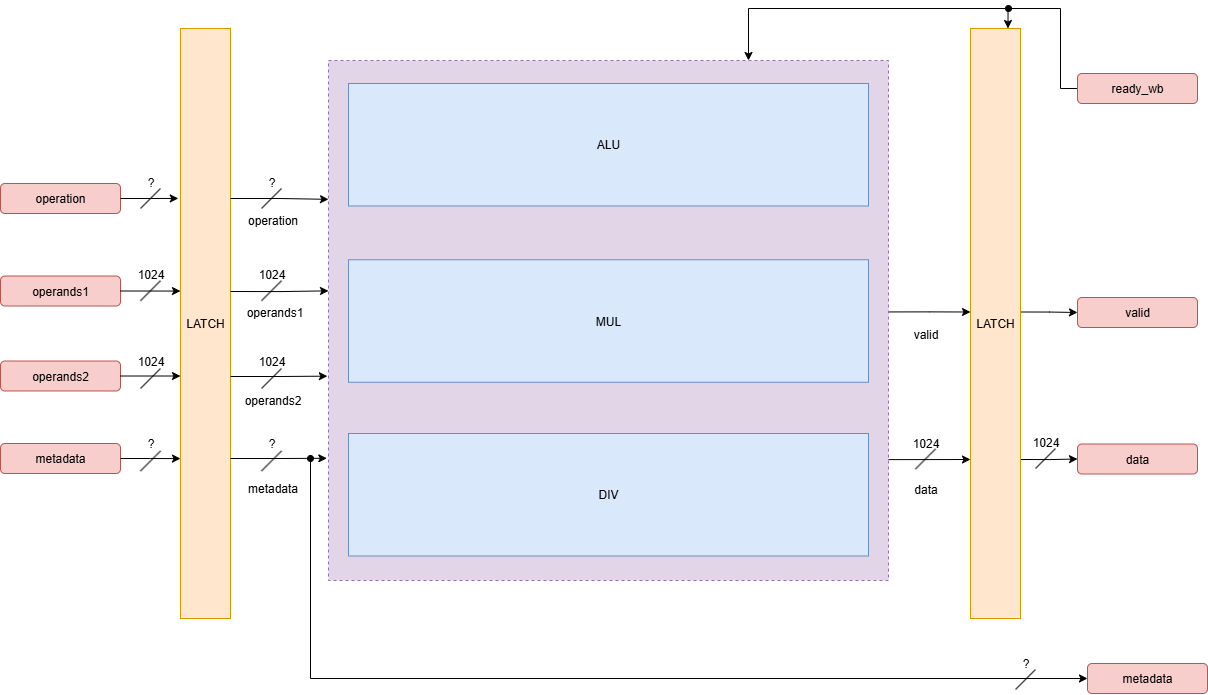 ready_wb
ALU
?
?
operation
operation
1024
1024
operands1
operands1
MUL
valid
LATCH
LATCH
valid
1024
1024
operands2
operands2
?
?
metadata
metadata
1024
1024
data
data
DIV
?
metadata